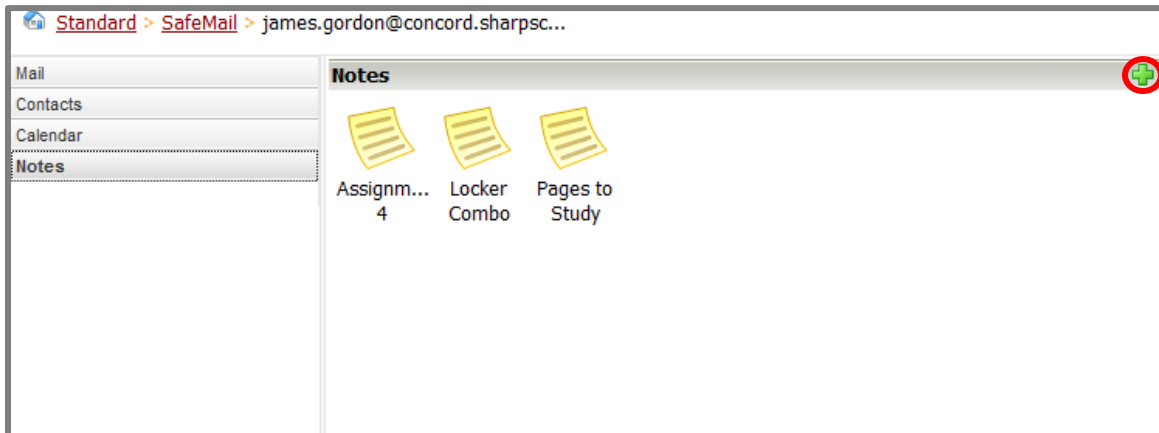 Standard > SafeMail > james.gordon@concord.sharpsc...
Mail
Contacts
Calendar
Notes
Notes
Assignm...
4
Locker
Combo
Pages to
Study